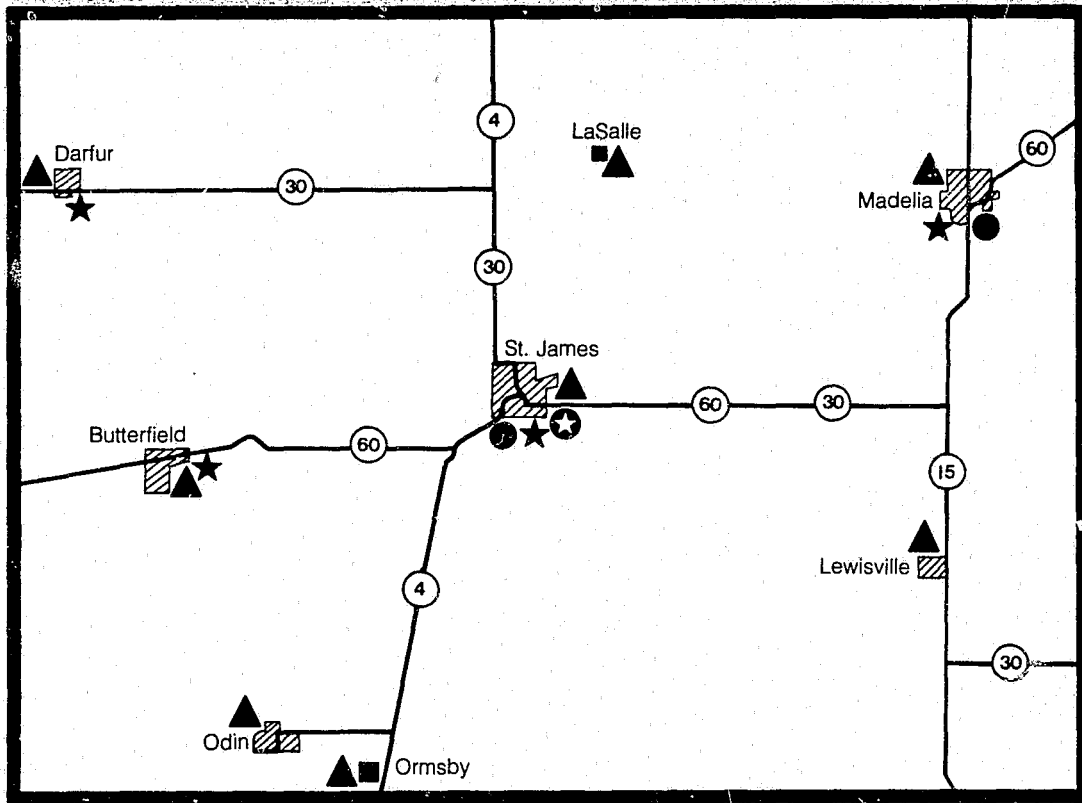 4
LaSalle
60
Darfur
30
Madelia
30
St. James
60
30
Butterfield
60
15
Lewisville
4
30
Odin
Ormsby